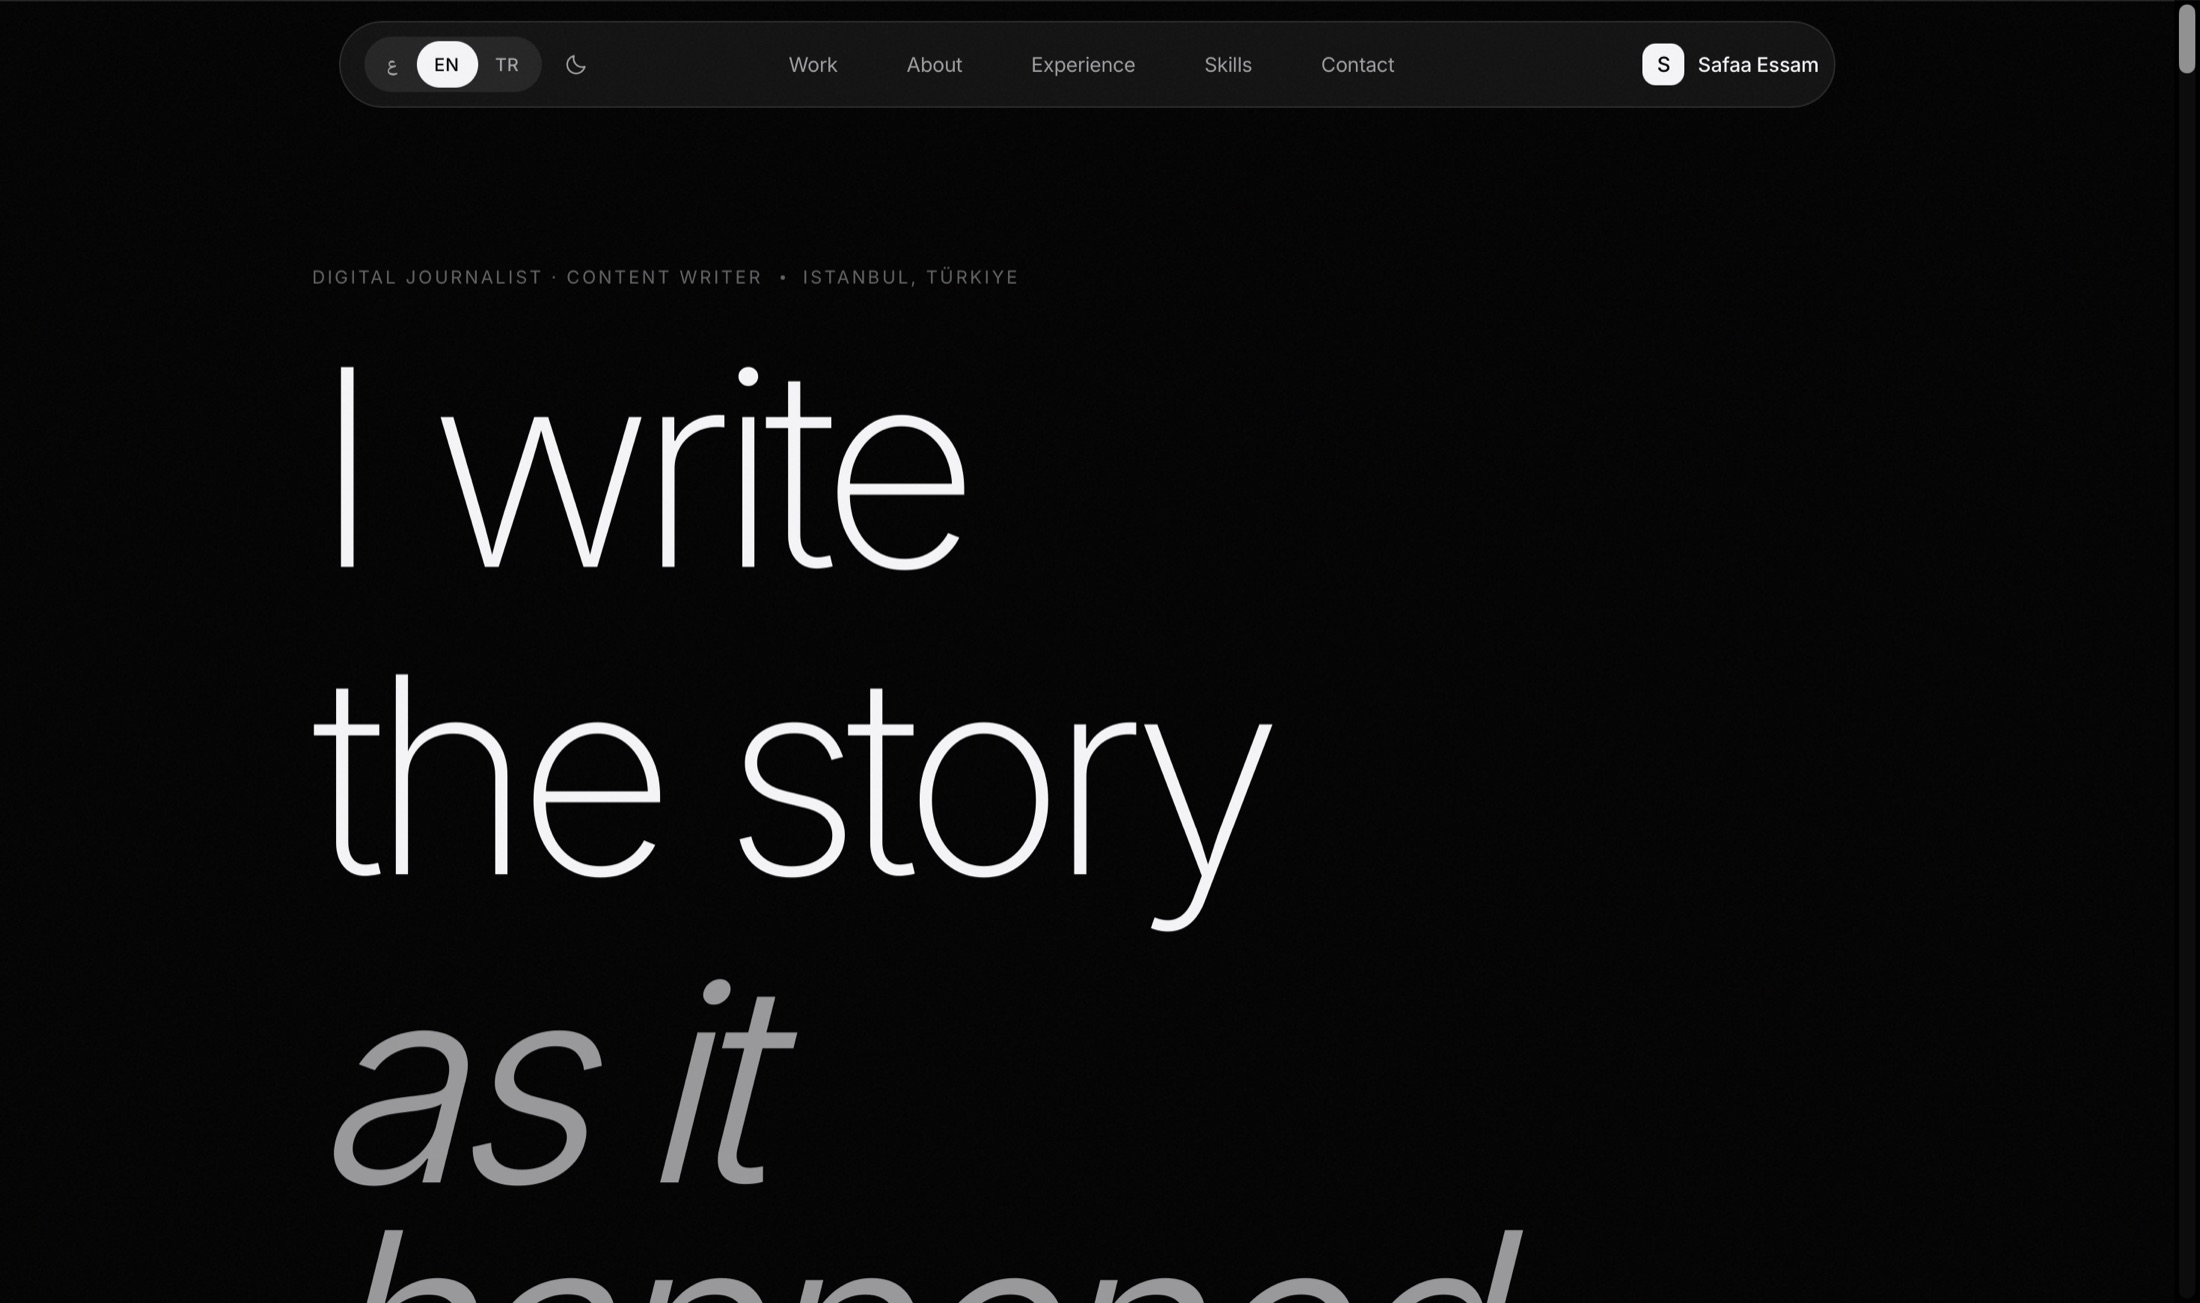 ع EN TR Work About Experience Skills Contact S Safaa Essam
DIGITAL JOURNALIST · CONTENT WRITER • ISTANBUL, TÜRKIYE
I write
the story
as it
happened